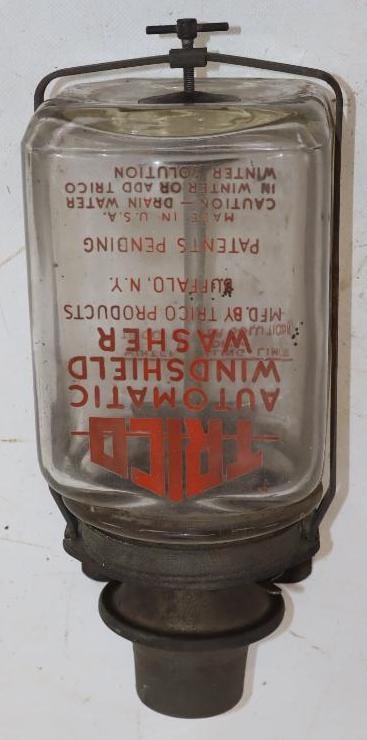 TRICO
AUTOMATIC
WINDSHIELD
WASHER
MFD. BY TRICO PRODUCTS
BUFFALO, N.Y.
PATENTS PENDING
MADE IN U.S.A.
CAUTION — DRAIN WATER
IN WINTER OR ADD TRICO
WINTER SOLUTION